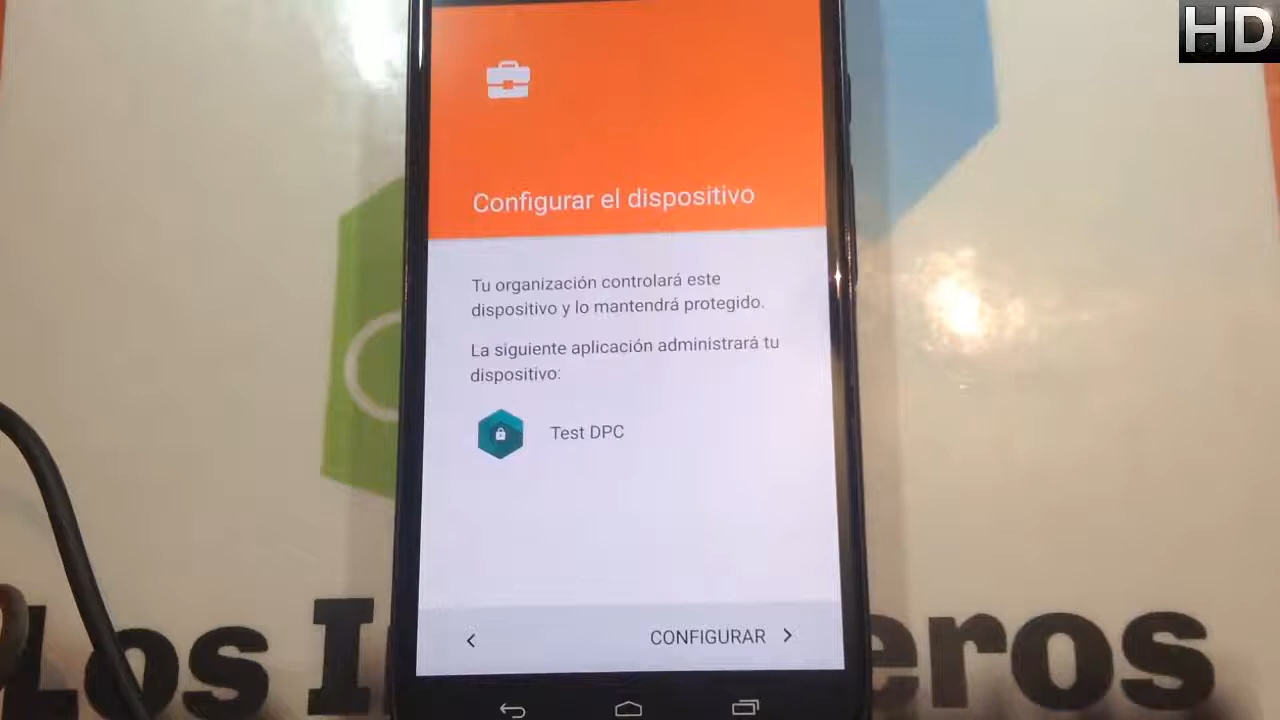 HD
Configurar el dispositivo
Tu organización controlará este
dispositivo y lo mantendrá protegido.
La siguiente aplicación administrará tu
dispositivo:
Test DPC
CONFIGURAR
Los